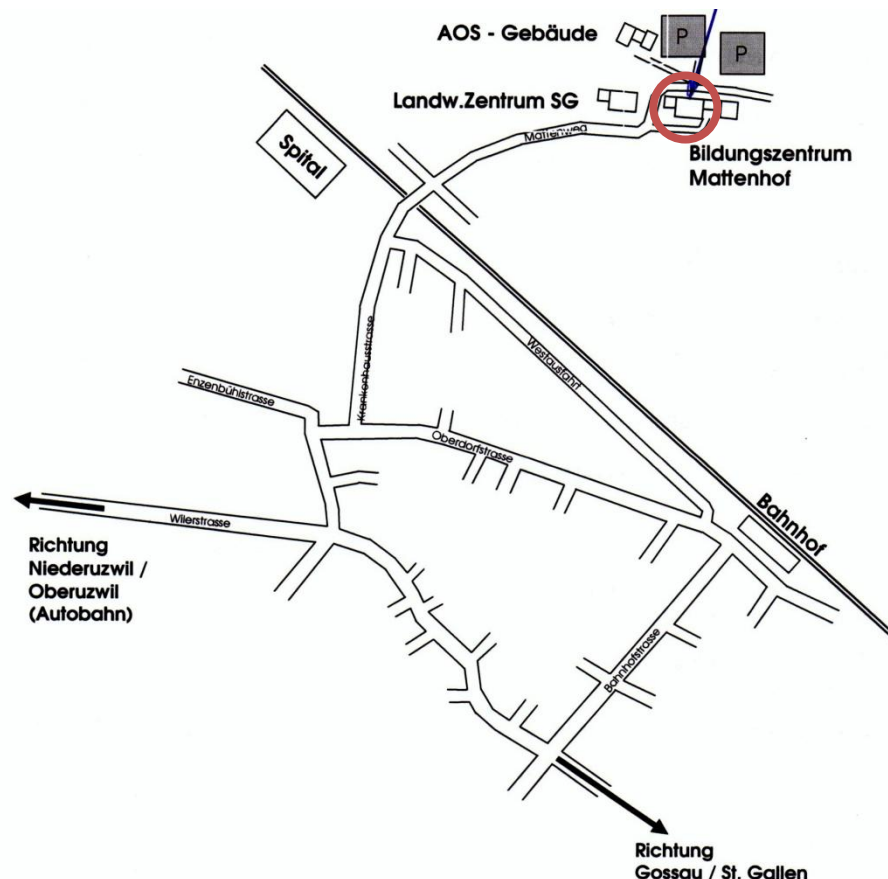 AOS - Gebäude
P
P
Landw.Zentrum SG
Mattenweg
Bildungszentrum
Mattenhof
Spital
Westausfahrt
Krankenhausstrasse
Enzenbühlstrasse
Oberdorfstrasse
Bahnhof
Wilerstrasse
Richtung
Niederuzwil /
Oberuzwil
(Autobahn)
Bahnhofstrasse
Richtung
Gossau / St. Gallen